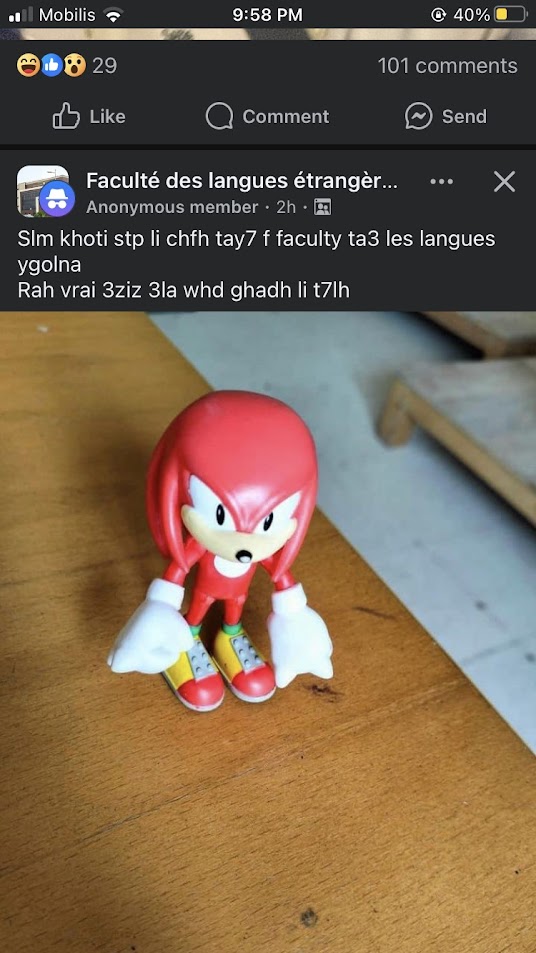 Mobilis
9:58 PM
40%
29
101 comments
Like
Comment
Send
Faculté des langues étrangèr...
Anonymous member · 2h ·
Slm khoti stp li chfh tay7 f faculty ta3 les langues
ygolna
Rah vrai 3ziz 3la whd ghadh li t7lh